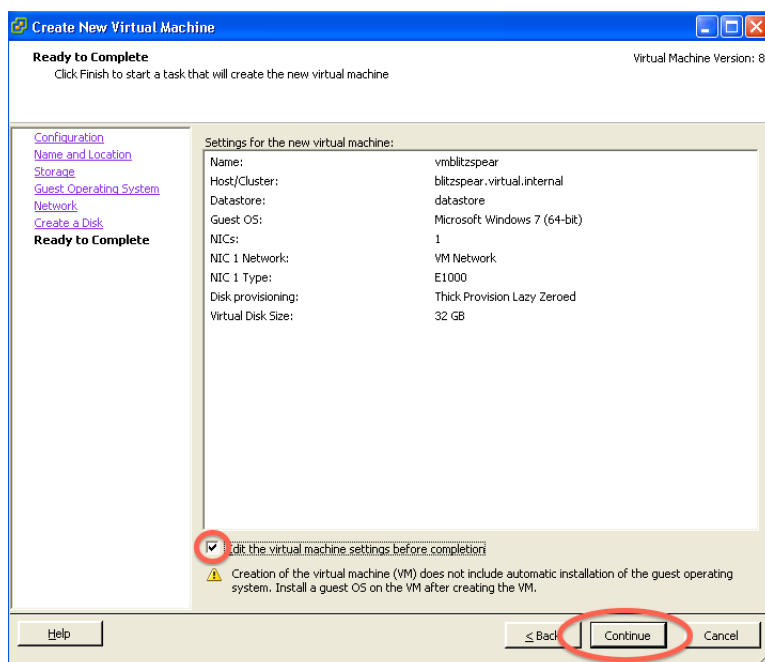 Create New Virtual Machine
Ready to Complete
Click Finish to start a task that will create the new virtual machine
Virtual Machine Version: 8
Configuration
Name and Location
Storage
Guest Operating System
Network
Create a Disk
Ready to Complete
Settings for the new virtual machine:
Name: vmblitzspear
Host/Cluster: blitzspear.virtual.internal
Datastore: datastore
Guest OS: Microsoft Windows 7 (64-bit)
NICs: 1
NIC 1 Network: VM Network
NIC 1 Type: E1000
Disk provisioning: Thick Provision Lazy Zeroed
Virtual Disk Size: 32 GB
Edit the virtual machine settings before completion
Creation of the virtual machine (VM) does not include automatic installation of the guest operating
system. Install a guest OS on the VM after creating the VM.
Help
≤ Back
Continue
Cancel